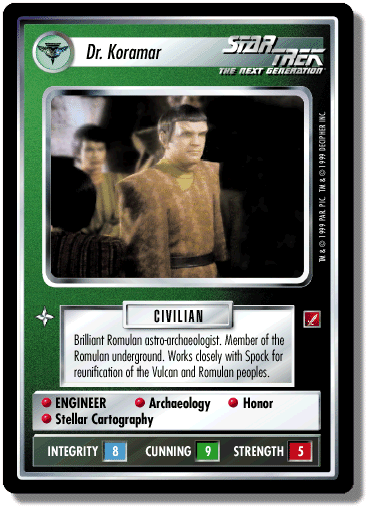 Dr. Koramar
STAR TREK
THE NEXT GENERATION
TM & © 1999 PAR. PIC. TM & © 1999 DECIPHER INC.
CIVILIAN
Brilliant Romulan astro-archaeologist. Member of the
Romulan underground. Works closely with Spock for
reunification of the Vulcan and Romulan peoples.
ENGINEER Archaeology Honor
Stellar Cartography
INTEGRITY 8 CUNNING 9 STRENGTH 5